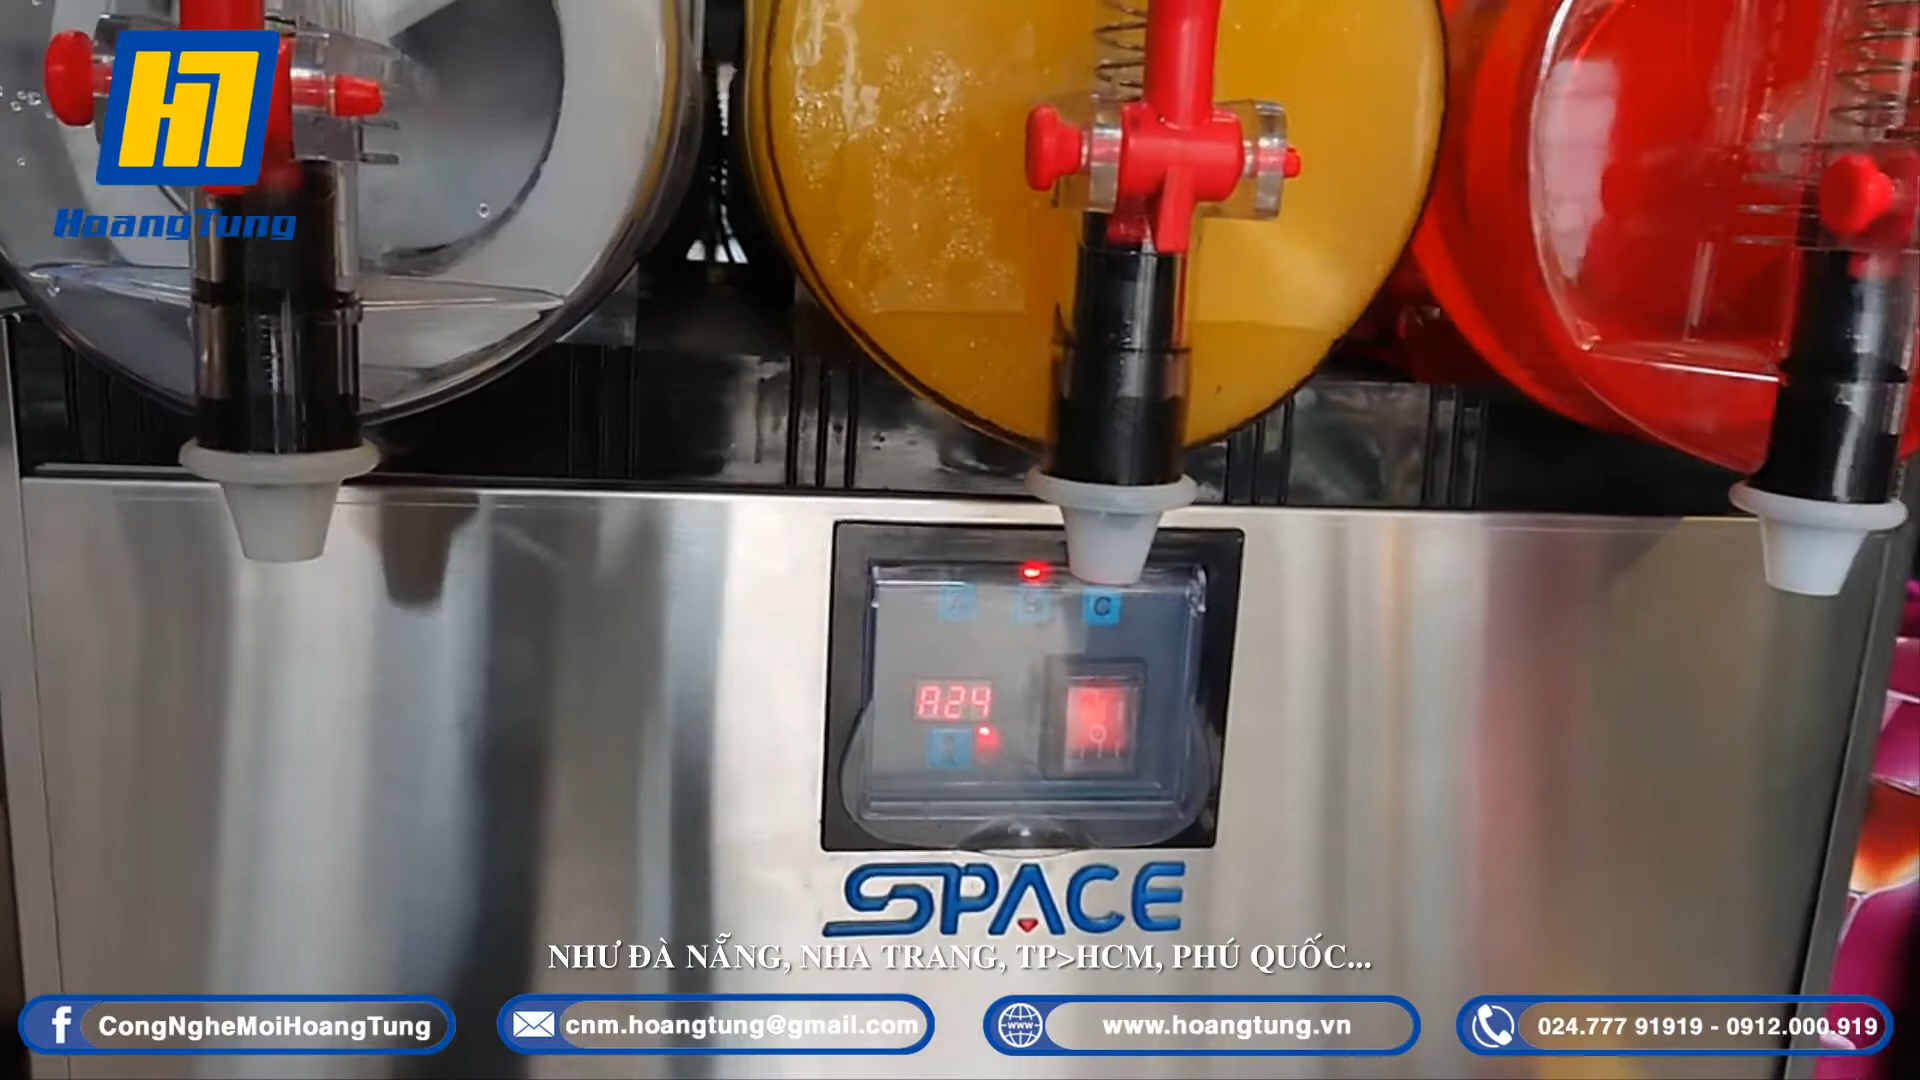 HoangTung
C
A24
SPACE
NHƯ ĐÀ NẴNG, NHA TRANG, TP>HCM, PHÚ QUỐC...
CongNgheMoiHoangTung
cnm.hoangtung@gmail.com
www.hoangtung.vn
024.777 91919 - 0912.000.919